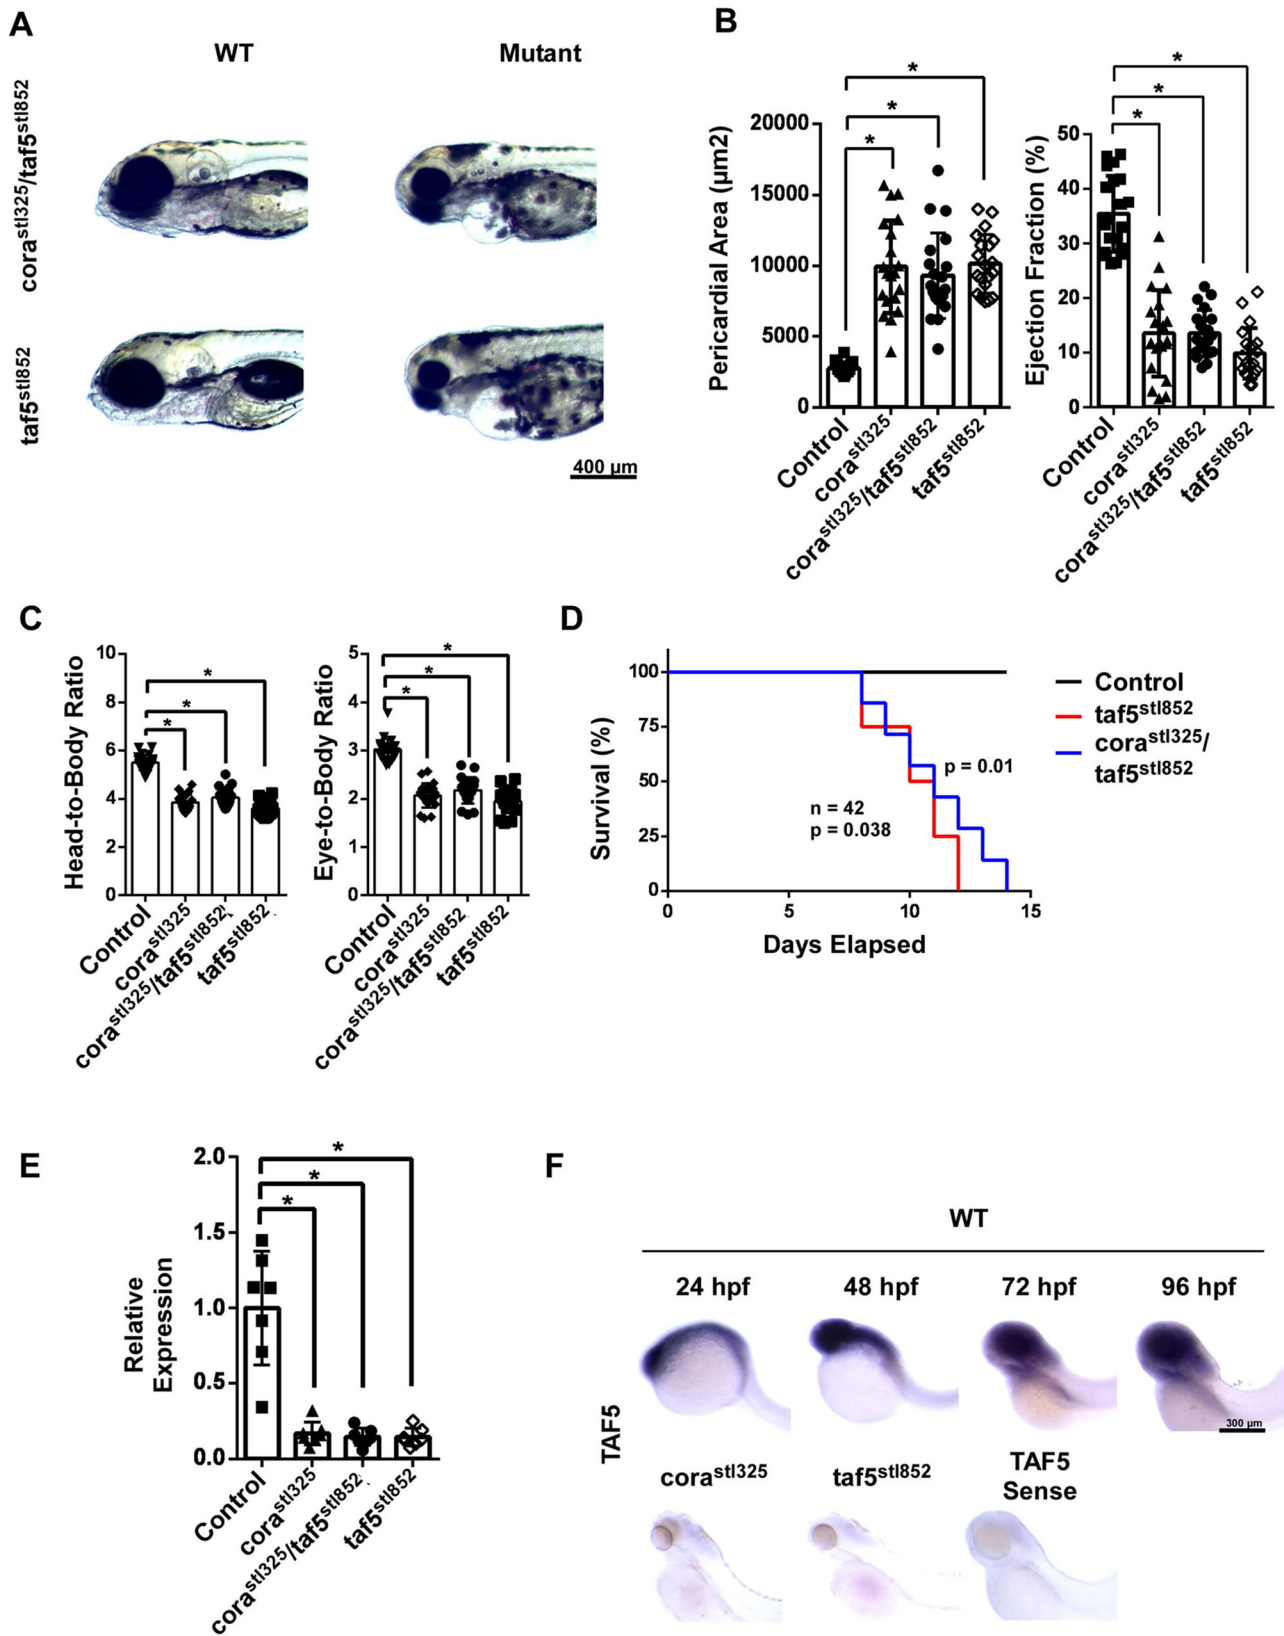 A
WT
Mutant
cora^stl325/taf5^stl852
taf5^stl852
400 µm
B
Pericardial Area (µm2)
20000
15000
10000
5000
0
*
*
*
Control
cora^stl325
cora^stl325/taf5^stl852
taf5^stl852
Ejection Fraction (%)
50
40
30
20
10
0
*
*
*
Control
cora^stl325
cora^stl325/taf5^stl852
taf5^stl852
C
Head-to-Body Ratio
10
8
6
4
2
0
*
*
*
Control
cora^stl325
cora^stl325/taf5^stl852
taf5^stl852
Eye-to-Body Ratio
5
4
3
2
1
0
*
*
*
Control
cora^stl325
cora^stl325/taf5^stl852
taf5^stl852
D
Survival (%)
100
75
50
25
0
0 5 10 15
Days Elapsed
p = 0.01
n = 42
p = 0.038
Control
taf5^stl852
cora^stl325/
taf5^stl852
E
Relative
Expression
2.0
1.5
1.0
0.5
0.0
*
*
*
Control
cora^stl325
cora^stl325/taf5^stl852
taf5^stl852
F
WT
24 hpf 48 hpf 72 hpf 96 hpf
TAF5
300 µm
cora^stl325
taf5^stl852
TAF5
Sense